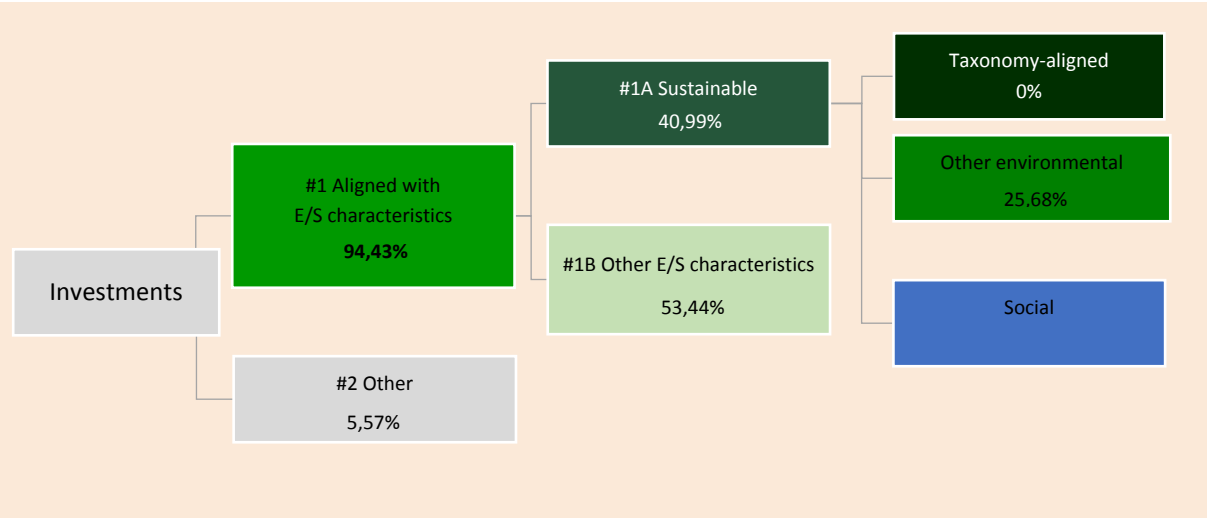 Investments
#1 Aligned with
E/S characteristics
94,43%
#2 Other
5,57%
#1A Sustainable
40,99%
#1B Other E/S characteristics
53,44%
Taxonomy-aligned
0%
Other environmental
25,68%
Social